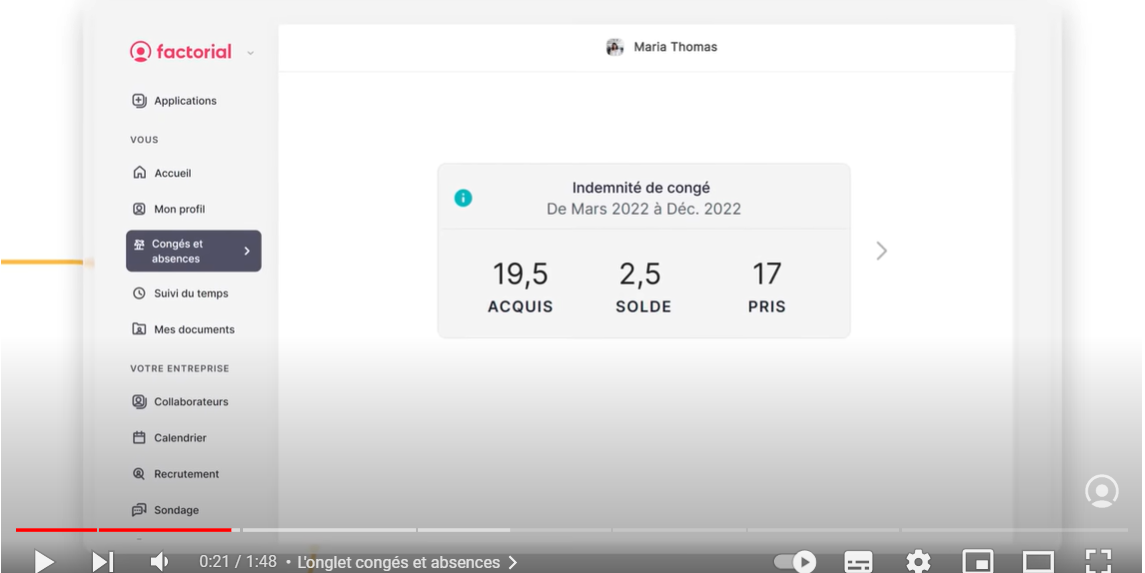 factorial
Maria Thomas
Applications
VOUS
Accueil
Mon profil
Congés et
absences
Suivi du temps
Mes documents
VOTRE ENTREPRISE
Collaborateurs
Calendrier
Recrutement
Sondage
Indemnité de congé
De Mars 2022 à Déc. 2022
19,5 2,5 17
ACQUIS SOLDE PRIS
0:21 / 1:48 • L'onglet congés et absences